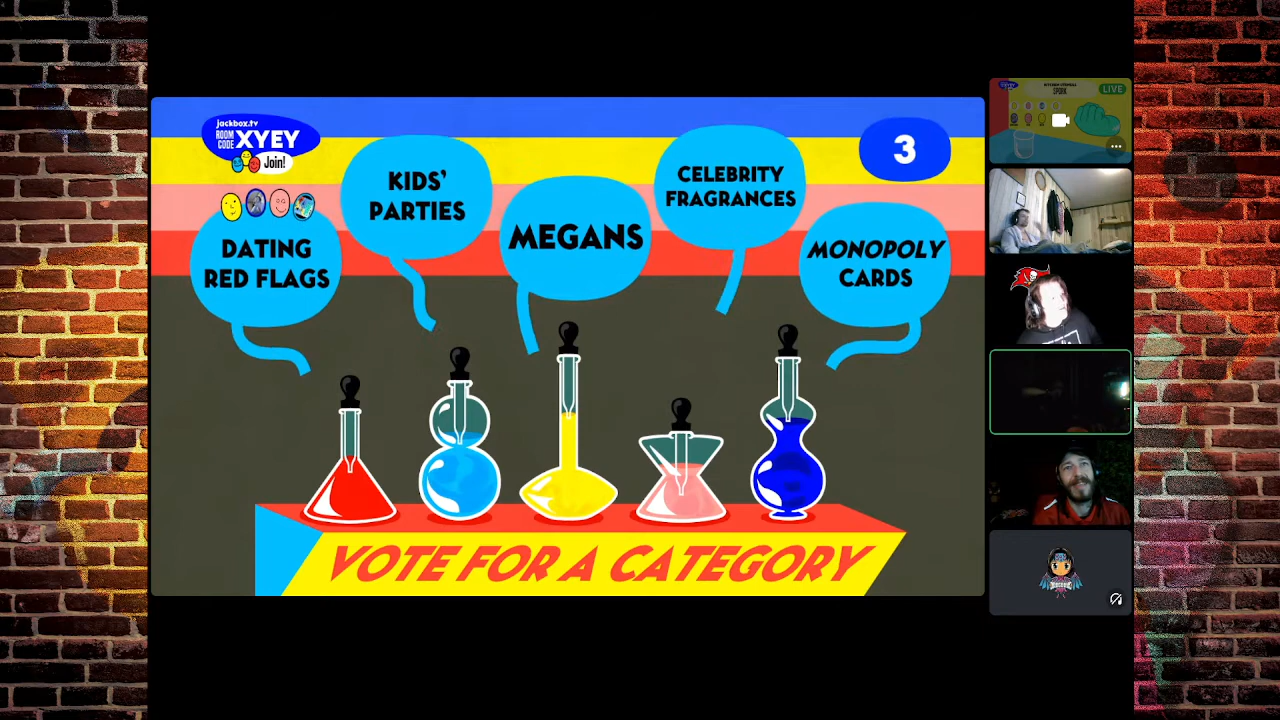 jackbox.tv
ROOM
CODE
XYEY
Join!
3
DATING
RED FLAGS
KIDS'
PARTIES
MEGANS
CELEBRITY
FRAGRANCES
MONOPOLY
CARDS
VOTE FOR A CATEGORY
LIVE